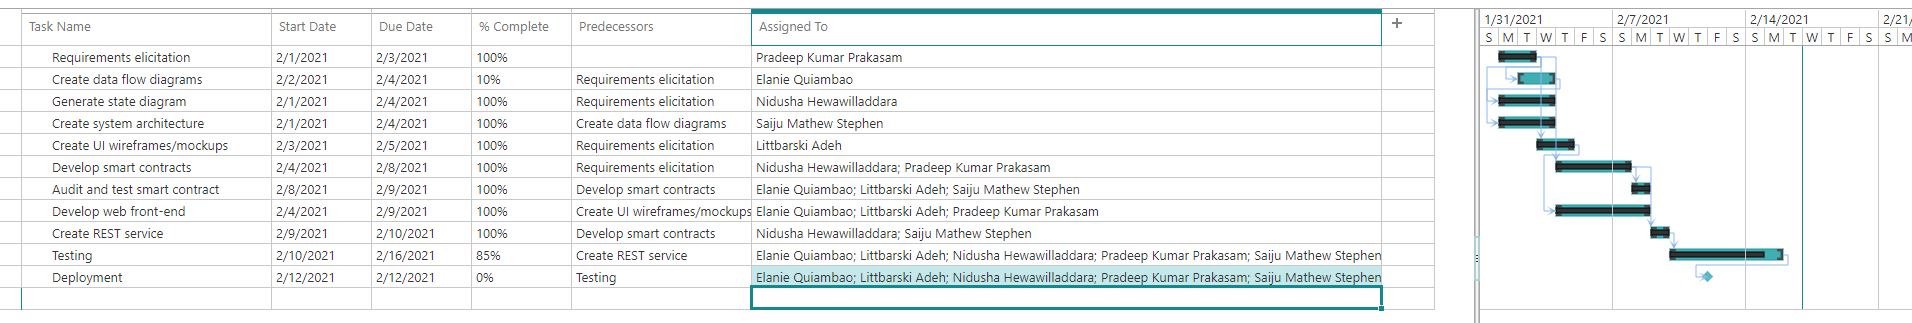 Task Name Start Date Due Date % Complete Predecessors Assigned To + 1/31/2021 2/7/2021 2/14/2021 2/21/
S M T W T F S S M T W T F S S M T W T F S S M
Requirements elicitation 2/1/2021 2/3/2021 100% Pradeep Kumar Prakasam
Create data flow diagrams 2/2/2021 2/4/2021 10% Requirements elicitation Elanie Quiambao
Generate state diagram 2/1/2021 2/4/2021 100% Requirements elicitation Nidusha Hewawilladdara
Create system architecture 2/1/2021 2/4/2021 100% Create data flow diagrams Saiju Mathew Stephen
Create UI wireframes/mockups 2/3/2021 2/5/2021 100% Requirements elicitation Littbarski Adeh
Develop smart contracts 2/4/2021 2/8/2021 100% Requirements elicitation Nidusha Hewawilladdara; Pradeep Kumar Prakasam
Audit and test smart contract 2/8/2021 2/9/2021 100% Develop smart contracts Elanie Quiambao; Littbarski Adeh; Saiju Mathew Stephen
Develop web front-end 2/4/2021 2/9/2021 100% Create UI wireframes/mockups Elanie Quiambao; Littbarski Adeh; Pradeep Kumar Prakasam
Create REST service 2/9/2021 2/10/2021 100% Develop smart contracts Nidusha Hewawilladdara; Saiju Mathew Stephen
Testing 2/10/2021 2/16/2021 85% Create REST service Elanie Quiambao; Littbarski Adeh; Nidusha Hewawilladdara; Pradeep Kumar Prakasam; Saiju Mathew Stephen
Deployment 2/12/2021 2/12/2021 0% Testing Elanie Quiambao; Littbarski Adeh; Nidusha Hewawilladdara; Pradeep Kumar Prakasam; Saiju Mathew Stephen